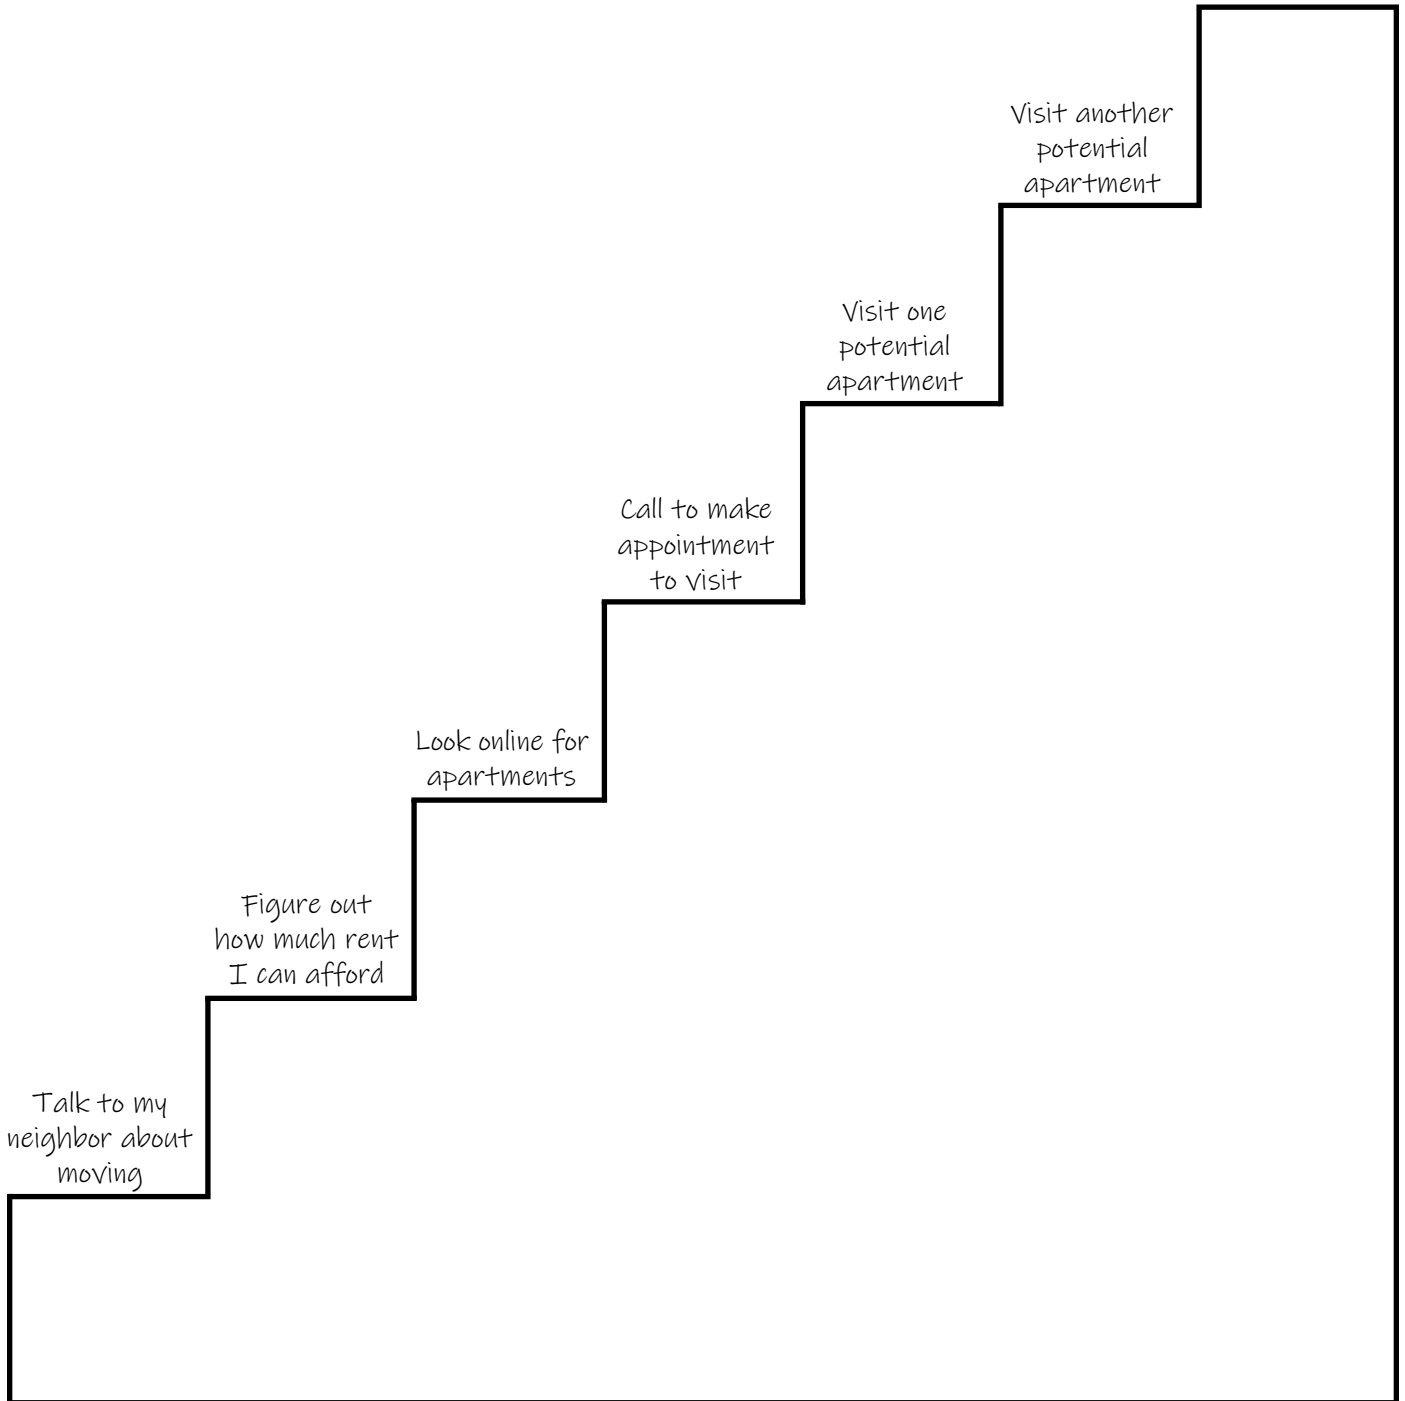 Visit another
potential
apartment
Visit one
potential
apartment
Call to make
appointment
to visit
Look online for
apartments
Figure out
how much rent
I can afford
Talk to my
neighbor about
moving